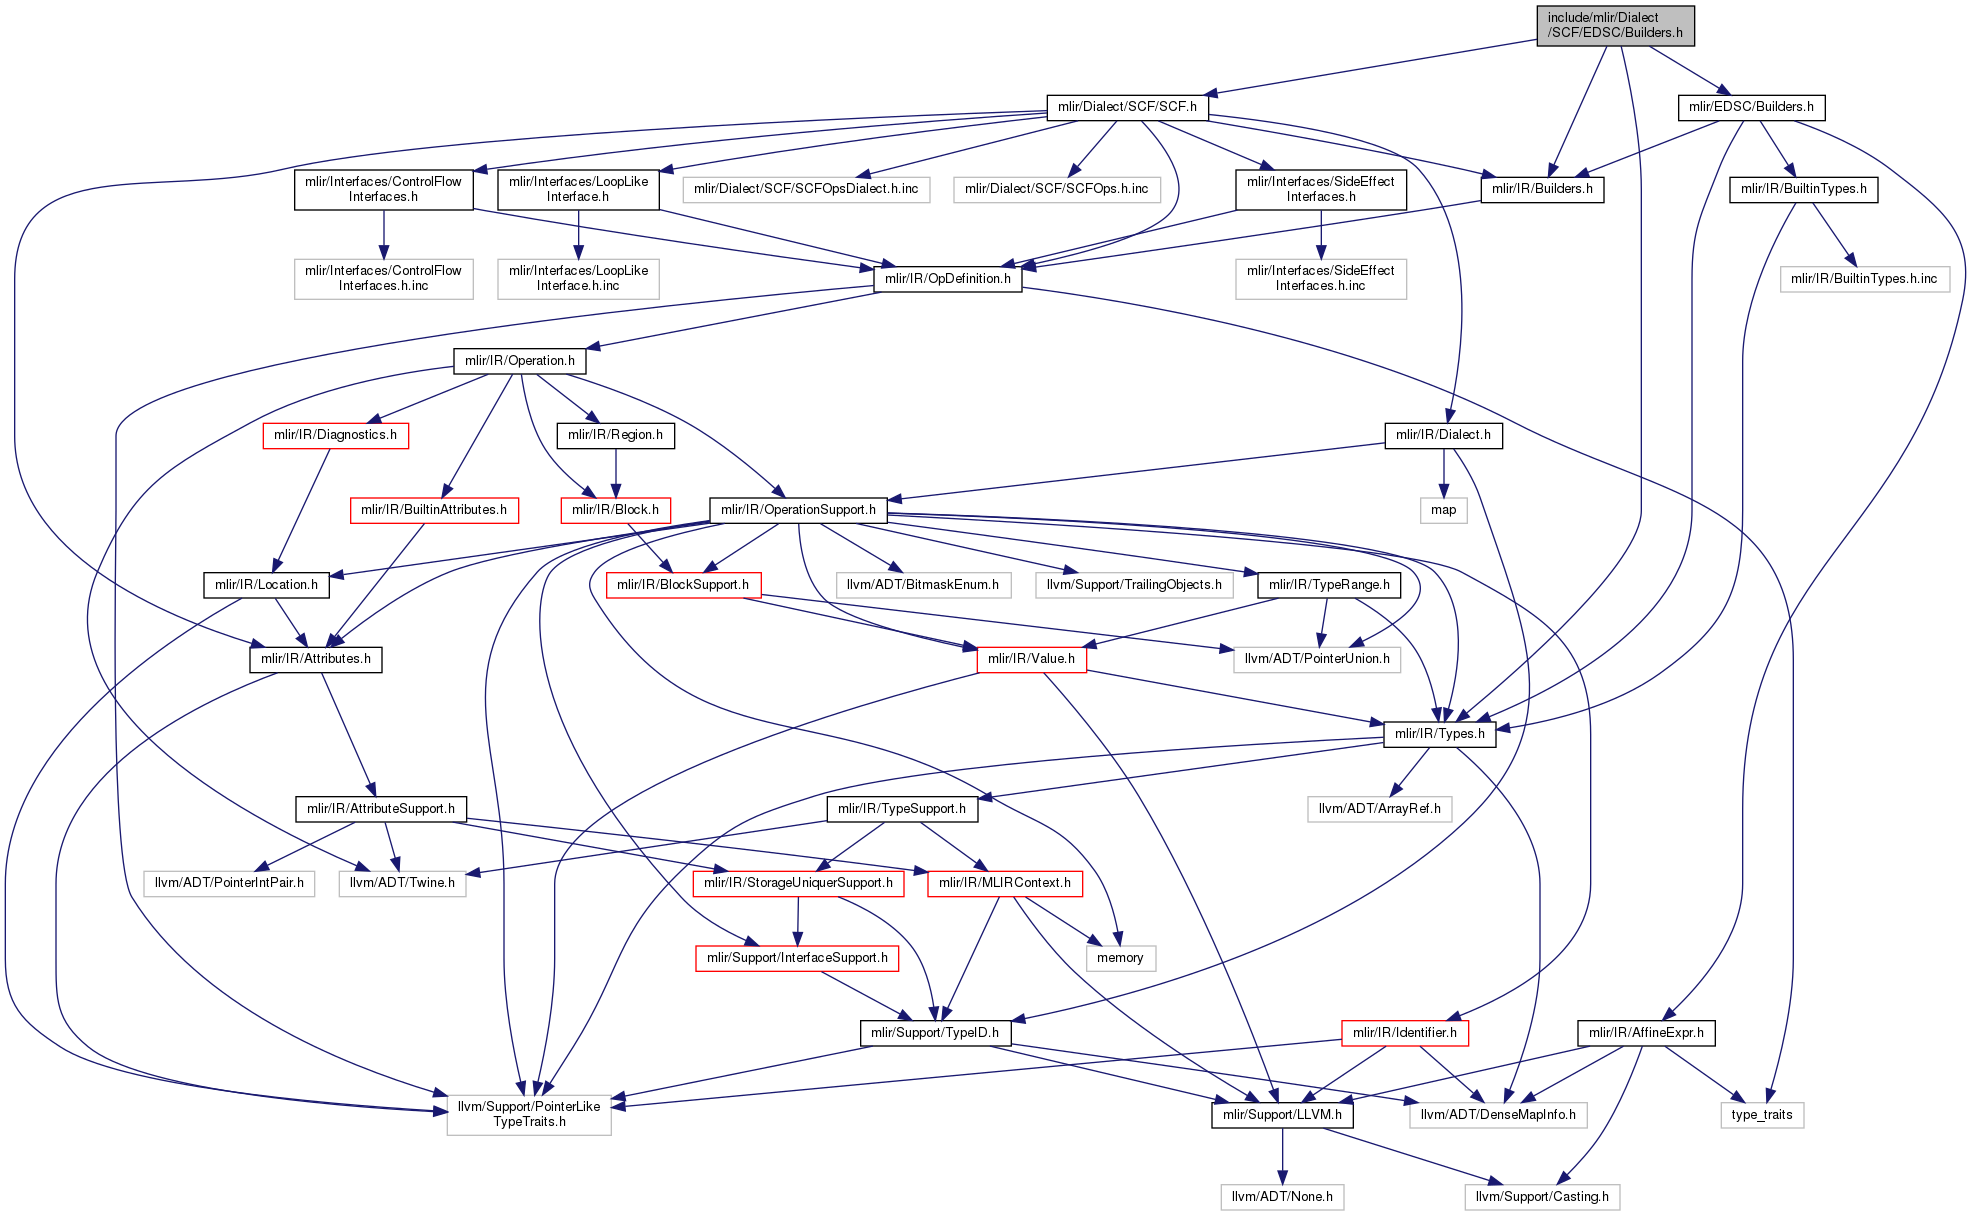 include/mlir/Dialect
/SCF/EDSC/Builders.h
mlir/Dialect/SCF/SCF.h
mlir/EDSC/Builders.h
mlir/Interfaces/ControlFlow
Interfaces.h
mlir/Interfaces/LoopLike
Interface.h
mlir/Dialect/SCF/SCFOpsDialect.h.inc
mlir/Dialect/SCF/SCFOps.h.inc
mlir/Interfaces/SideEffect
Interfaces.h
mlir/IR/Builders.h
mlir/IR/BuiltinTypes.h
mlir/Interfaces/ControlFlow
Interfaces.h.inc
mlir/Interfaces/LoopLike
Interface.h.inc
mlir/IR/OpDefinition.h
mlir/Interfaces/SideEffect
Interfaces.h.inc
mlir/IR/BuiltinTypes.h.inc
mlir/IR/Operation.h
mlir/IR/Diagnostics.h
mlir/IR/Region.h
mlir/IR/Dialect.h
mlir/IR/BuiltinAttributes.h
mlir/IR/Block.h
mlir/IR/OperationSupport.h
map
mlir/IR/Location.h
mlir/IR/BlockSupport.h
llvm/ADT/BitmaskEnum.h
llvm/Support/TrailingObjects.h
mlir/IR/TypeRange.h
mlir/IR/Attributes.h
mlir/IR/Value.h
llvm/ADT/PointerUnion.h
mlir/IR/Types.h
mlir/IR/AttributeSupport.h
mlir/IR/TypeSupport.h
llvm/ADT/ArrayRef.h
llvm/ADT/PointerIntPair.h
llvm/ADT/Twine.h
mlir/IR/StorageUniquerSupport.h
mlir/IR/MLIRContext.h
mlir/Support/InterfaceSupport.h
memory
mlir/Support/TypeID.h
mlir/IR/Identifier.h
mlir/IR/AffineExpr.h
llvm/Support/PointerLike
TypeTraits.h
mlir/Support/LLVM.h
llvm/ADT/DenseMapInfo.h
type_traits
llvm/ADT/None.h
llvm/Support/Casting.h